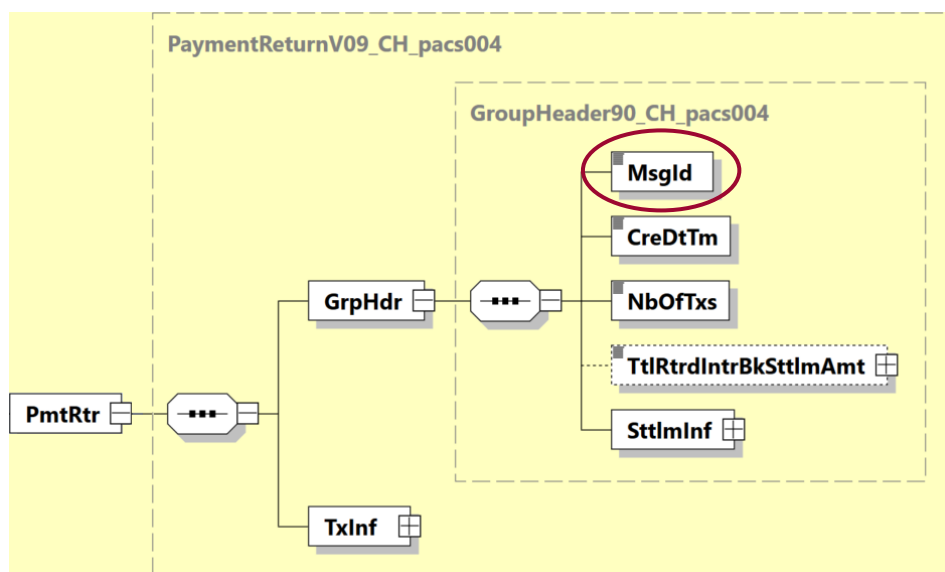 PaymentReturnV09_CH_pacs004
GroupHeader90_CH_pacs004
MsgId
CreDtTm
GrpHdr
NbOfTxs
TtlRtrdIntrBkSttlmAmt
PmtRtr
SttlmInf
TxInf